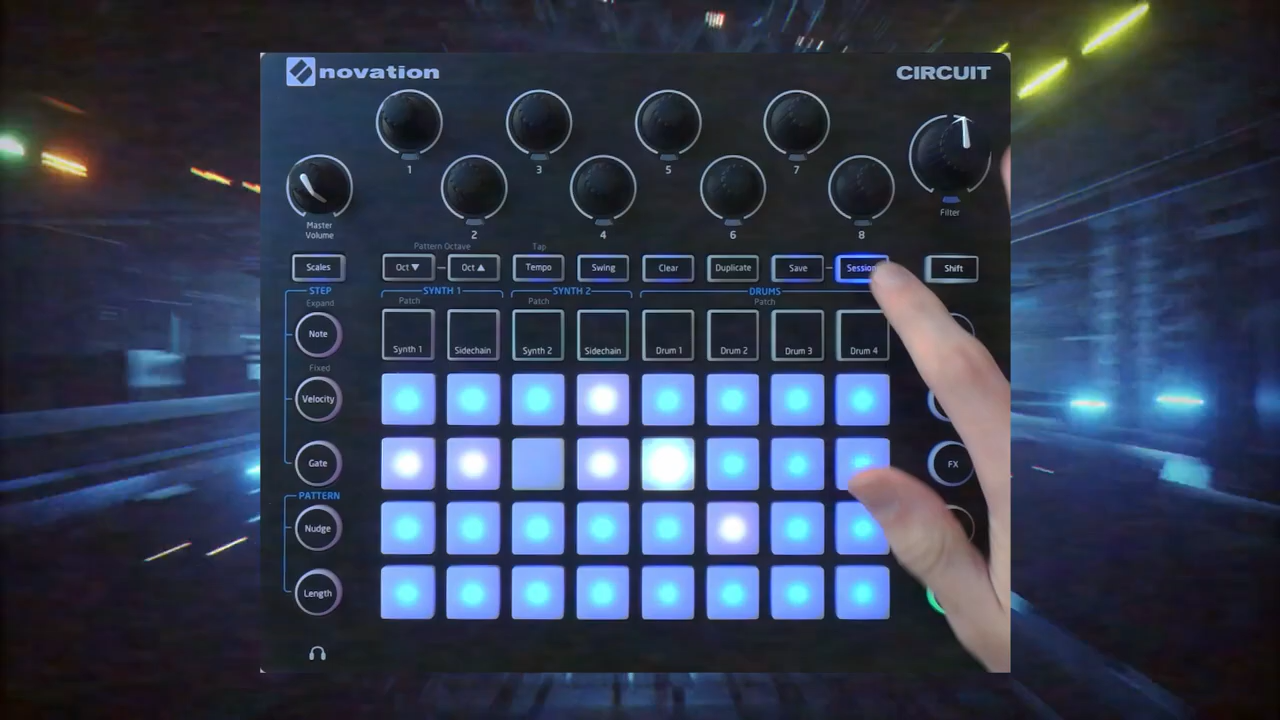 novation
CIRCUIT
1
3
5
7
Master
Volume
2
4
6
8
Filter
Pattern Octave
Tap
Scales
Oct ▼
Oct ▲
Tempo
Swing
Clear
Duplicate
Save
Session
Shift
STEP
SYNTH 1
SYNTH 2
DRUMS
Expand
Patch
Patch
Patch
Note
Synth 1
Sidechain
Synth 2
Sidechain
Drum 1
Drum 2
Drum 3
Drum 4
Fixed
Velocity
Gate
FX
PATTERN
Nudge
Length